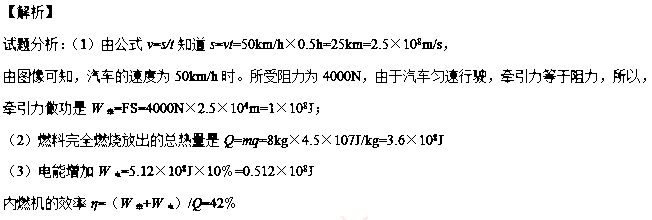 【解析】
试题分析：（1）由公式 v=s/t 知道 s=vt=50km/h×0.5h=25km=2.5×10⁸m/s，
由图像可知，汽车的速度为 50km/h 时。所受阻力为 4000N，由于汽车匀速行驶，牵引力等于阻力，所以，
牵引力做功是 W 牵=FS=4000N×2.5×10⁴m=1×10⁸J；
（2）燃料完全燃烧放出的总热量是 Q=mq=8kg×4.5×107J/kg=3.6×10⁸J
（3）电能增加 W 电=5.12×10⁸J×10%=0.512×10⁸J
内燃机的效率 η=（W 牵+W 电）/Q=42%